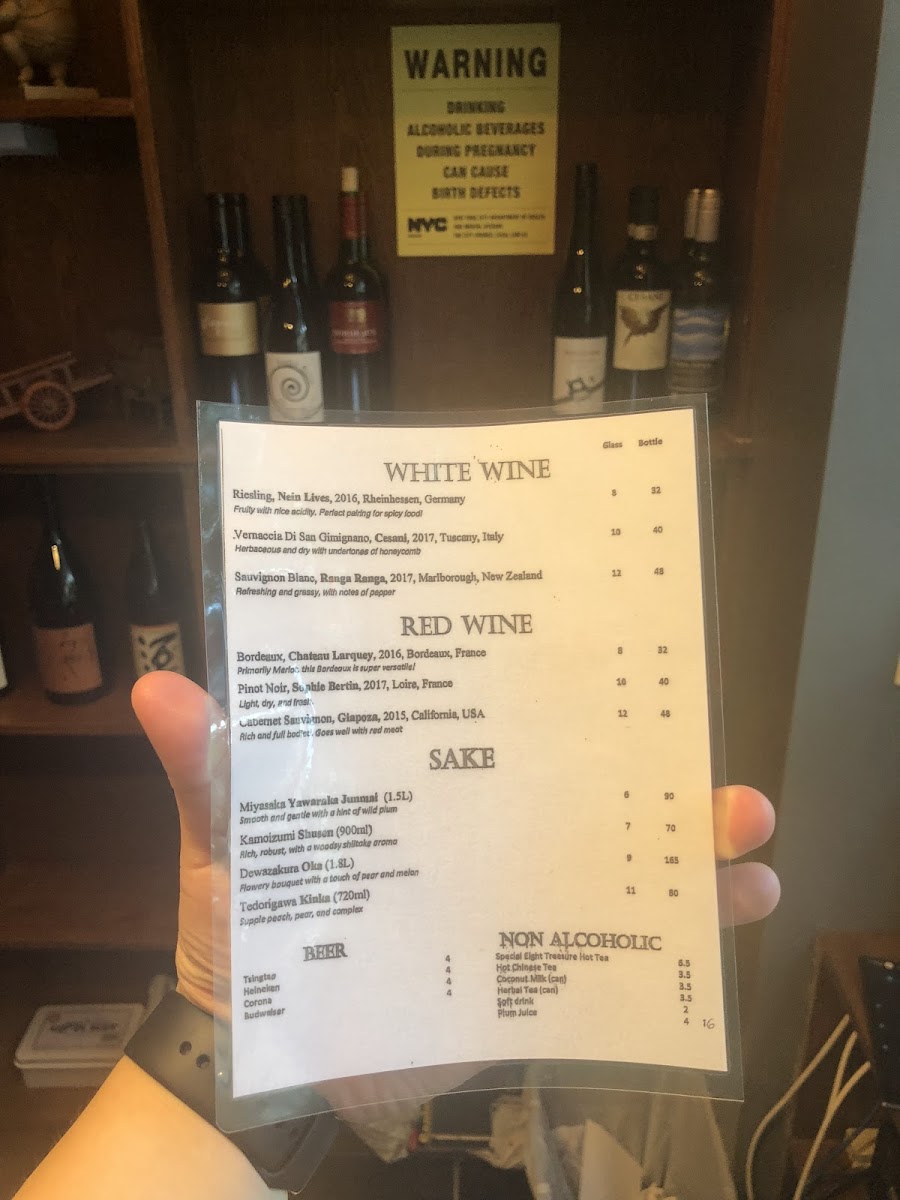 WARNING
DRINKING
ALCOHOLIC BEVERAGES
DURING PREGNANCY
CAN CAUSE
BIRTH DEFECTS
NYC
CESANI
Glass Bottle
WHITE WINE
Riesling, Nein Lives, 2016, Rheinhessen, Germany 8 32
Fruity with nice acidity. Perfect pairing for spicy food!
Vernaccia Di San Gimignano, Cesani, 2017, Tuscany, Italy 10 40
Herbaceous and dry with undertones of honeycomb
Sauvignon Blanc, Ranga Ranga, 2017, Marlborough, New Zealand 12 48
Refreshing and grassy, with notes of pepper
RED WINE
Bordeaux, Chateau Larquey, 2016, Bordeaux, France 8 32
Primarily Merlot, this Bordeaux is super versatile!
Pinot Noir, Sophie Bertin, 2017, Loire, France 10 40
Light, dry, and fresh.
Cabernet Sauvignon, Glapoza, 2015, California, USA 12 48
Rich and full bodied. Goes well with red meat
SAKE
Miyasaka Yawaraka Junmai (1.5L) 6 90
Smooth and gentle with a hint of wild plum
Kamoizumi Shusen (900ml) 7 70
Rich, robust, with a woodsy shiitake aroma
Dewazakura Oka (1.8L) 9 165
Flowery bouquet with a touch of pear and melon
Tedorigawa Kinka (720ml) 11 80
Supple peach, pear, and complex
BEER
Tsingtao 4
Heineken 4
Corona 4
Budweiser 4
NON ALCOHOLIC
Special Eight Treasure Hot Tea 6.5
Hot Chinese Tea 3.5
Coconut Milk (can) 3.5
Herbal Tea (can) 3.5
Soft drink 2
Plum Juice 4 16